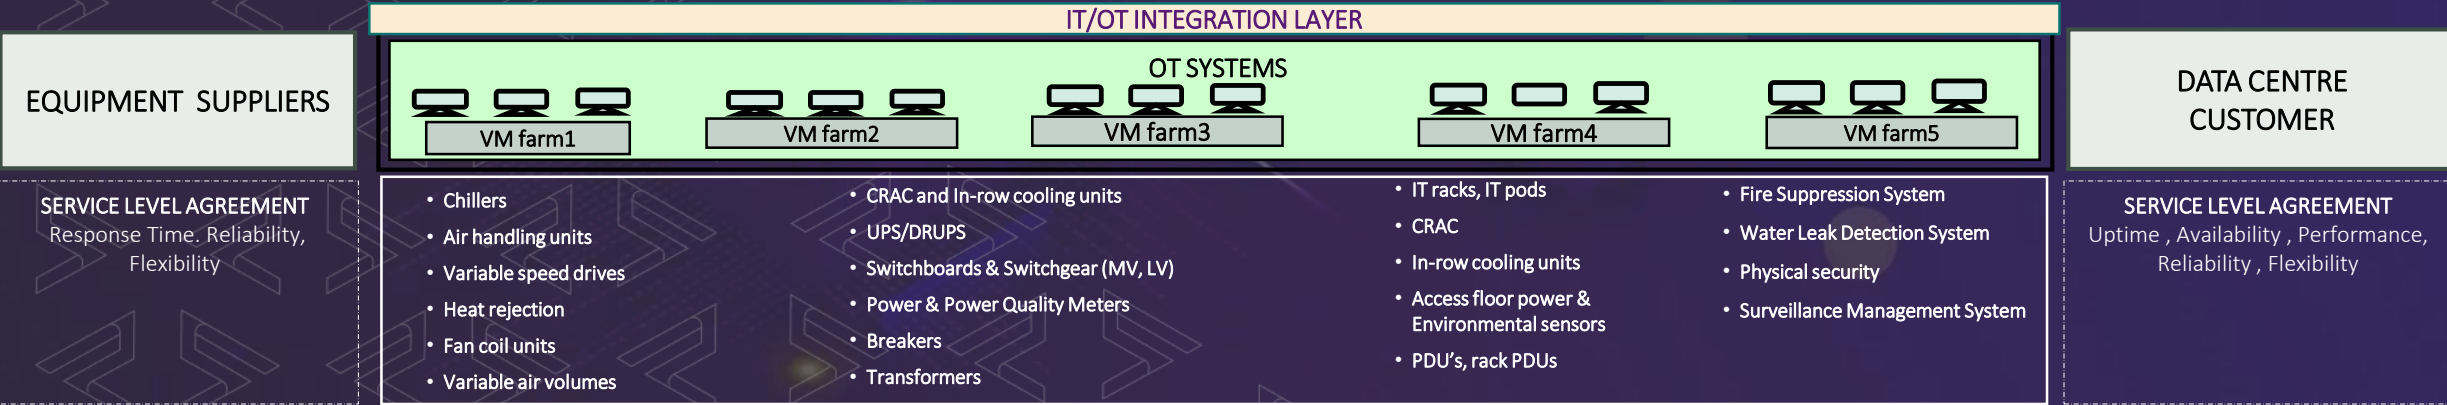 IT/OT INTEGRATION LAYER
EQUIPMENT SUPPLIERS
OT SYSTEMS
VM farm1
VM farm2
VM farm3
VM farm4
VM farm5
DATA CENTRE
CUSTOMER
SERVICE LEVEL AGREEMENT
Response Time. Reliability,
Flexibility
• Chillers
• Air handling units
• Variable speed drives
• Heat rejection
• Fan coil units
• Variable air volumes
• CRAC and In-row cooling units
• UPS/DRUPS
• Switchboards & Switchgear (MV, LV)
• Power & Power Quality Meters
• Breakers
• Transformers
• IT racks, IT pods
• CRAC
• In-row cooling units
• Access floor power &
Environmental sensors
• PDU’s, rack PDUs
• Fire Suppression System
• Water Leak Detection System
• Physical security
• Surveillance Management System
SERVICE LEVEL AGREEMENT
Uptime , Availability , Performance,
Reliability , Flexibility